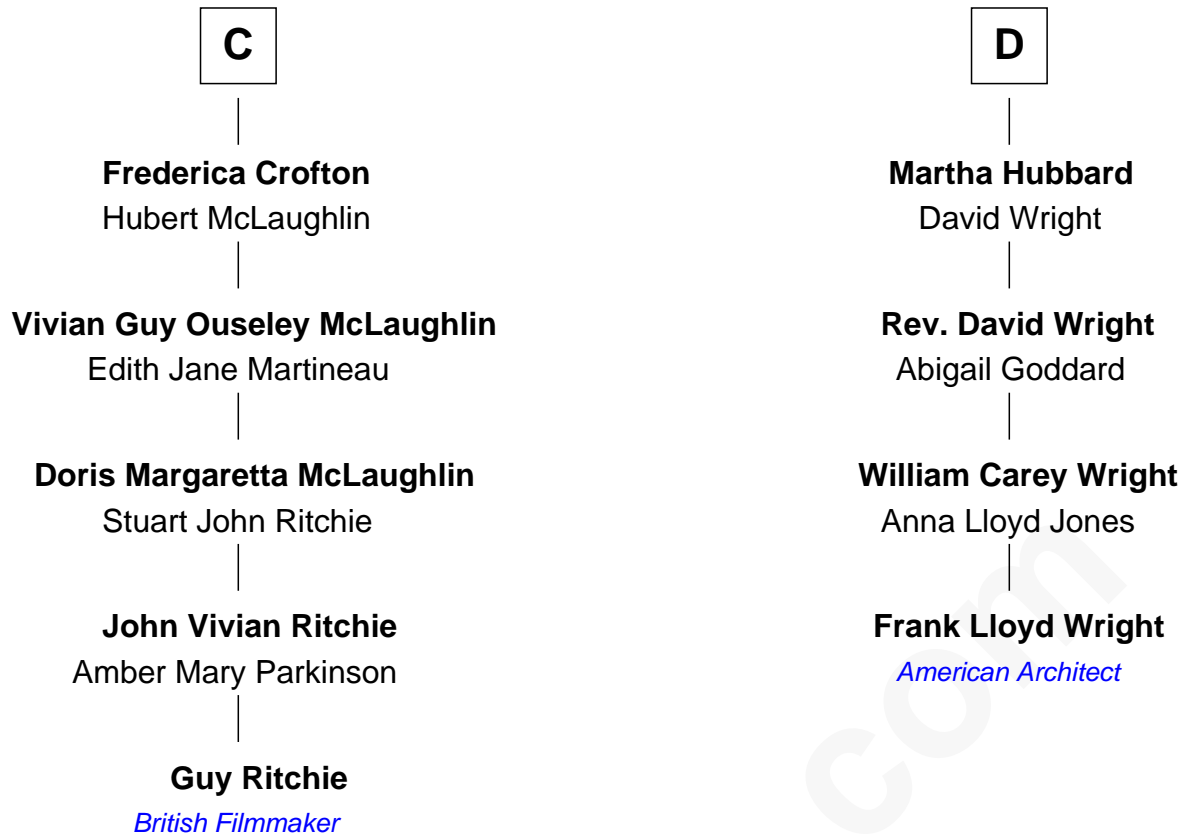 C
Frederica Crofton
Hubert McLaughlin
Vivian Guy Ouseley McLaughlin
Edith Jane Martineau
Doris Margaretta McLaughlin
Stuart John Ritchie
John Vivian Ritchie
Amber Mary Parkinson
Guy Ritchie
British Filmmaker
D
Martha Hubbard
David Wright
Rev. David Wright
Abigail Goddard
William Carey Wright
Anna Lloyd Jones
Frank Lloyd Wright
American Architect
com